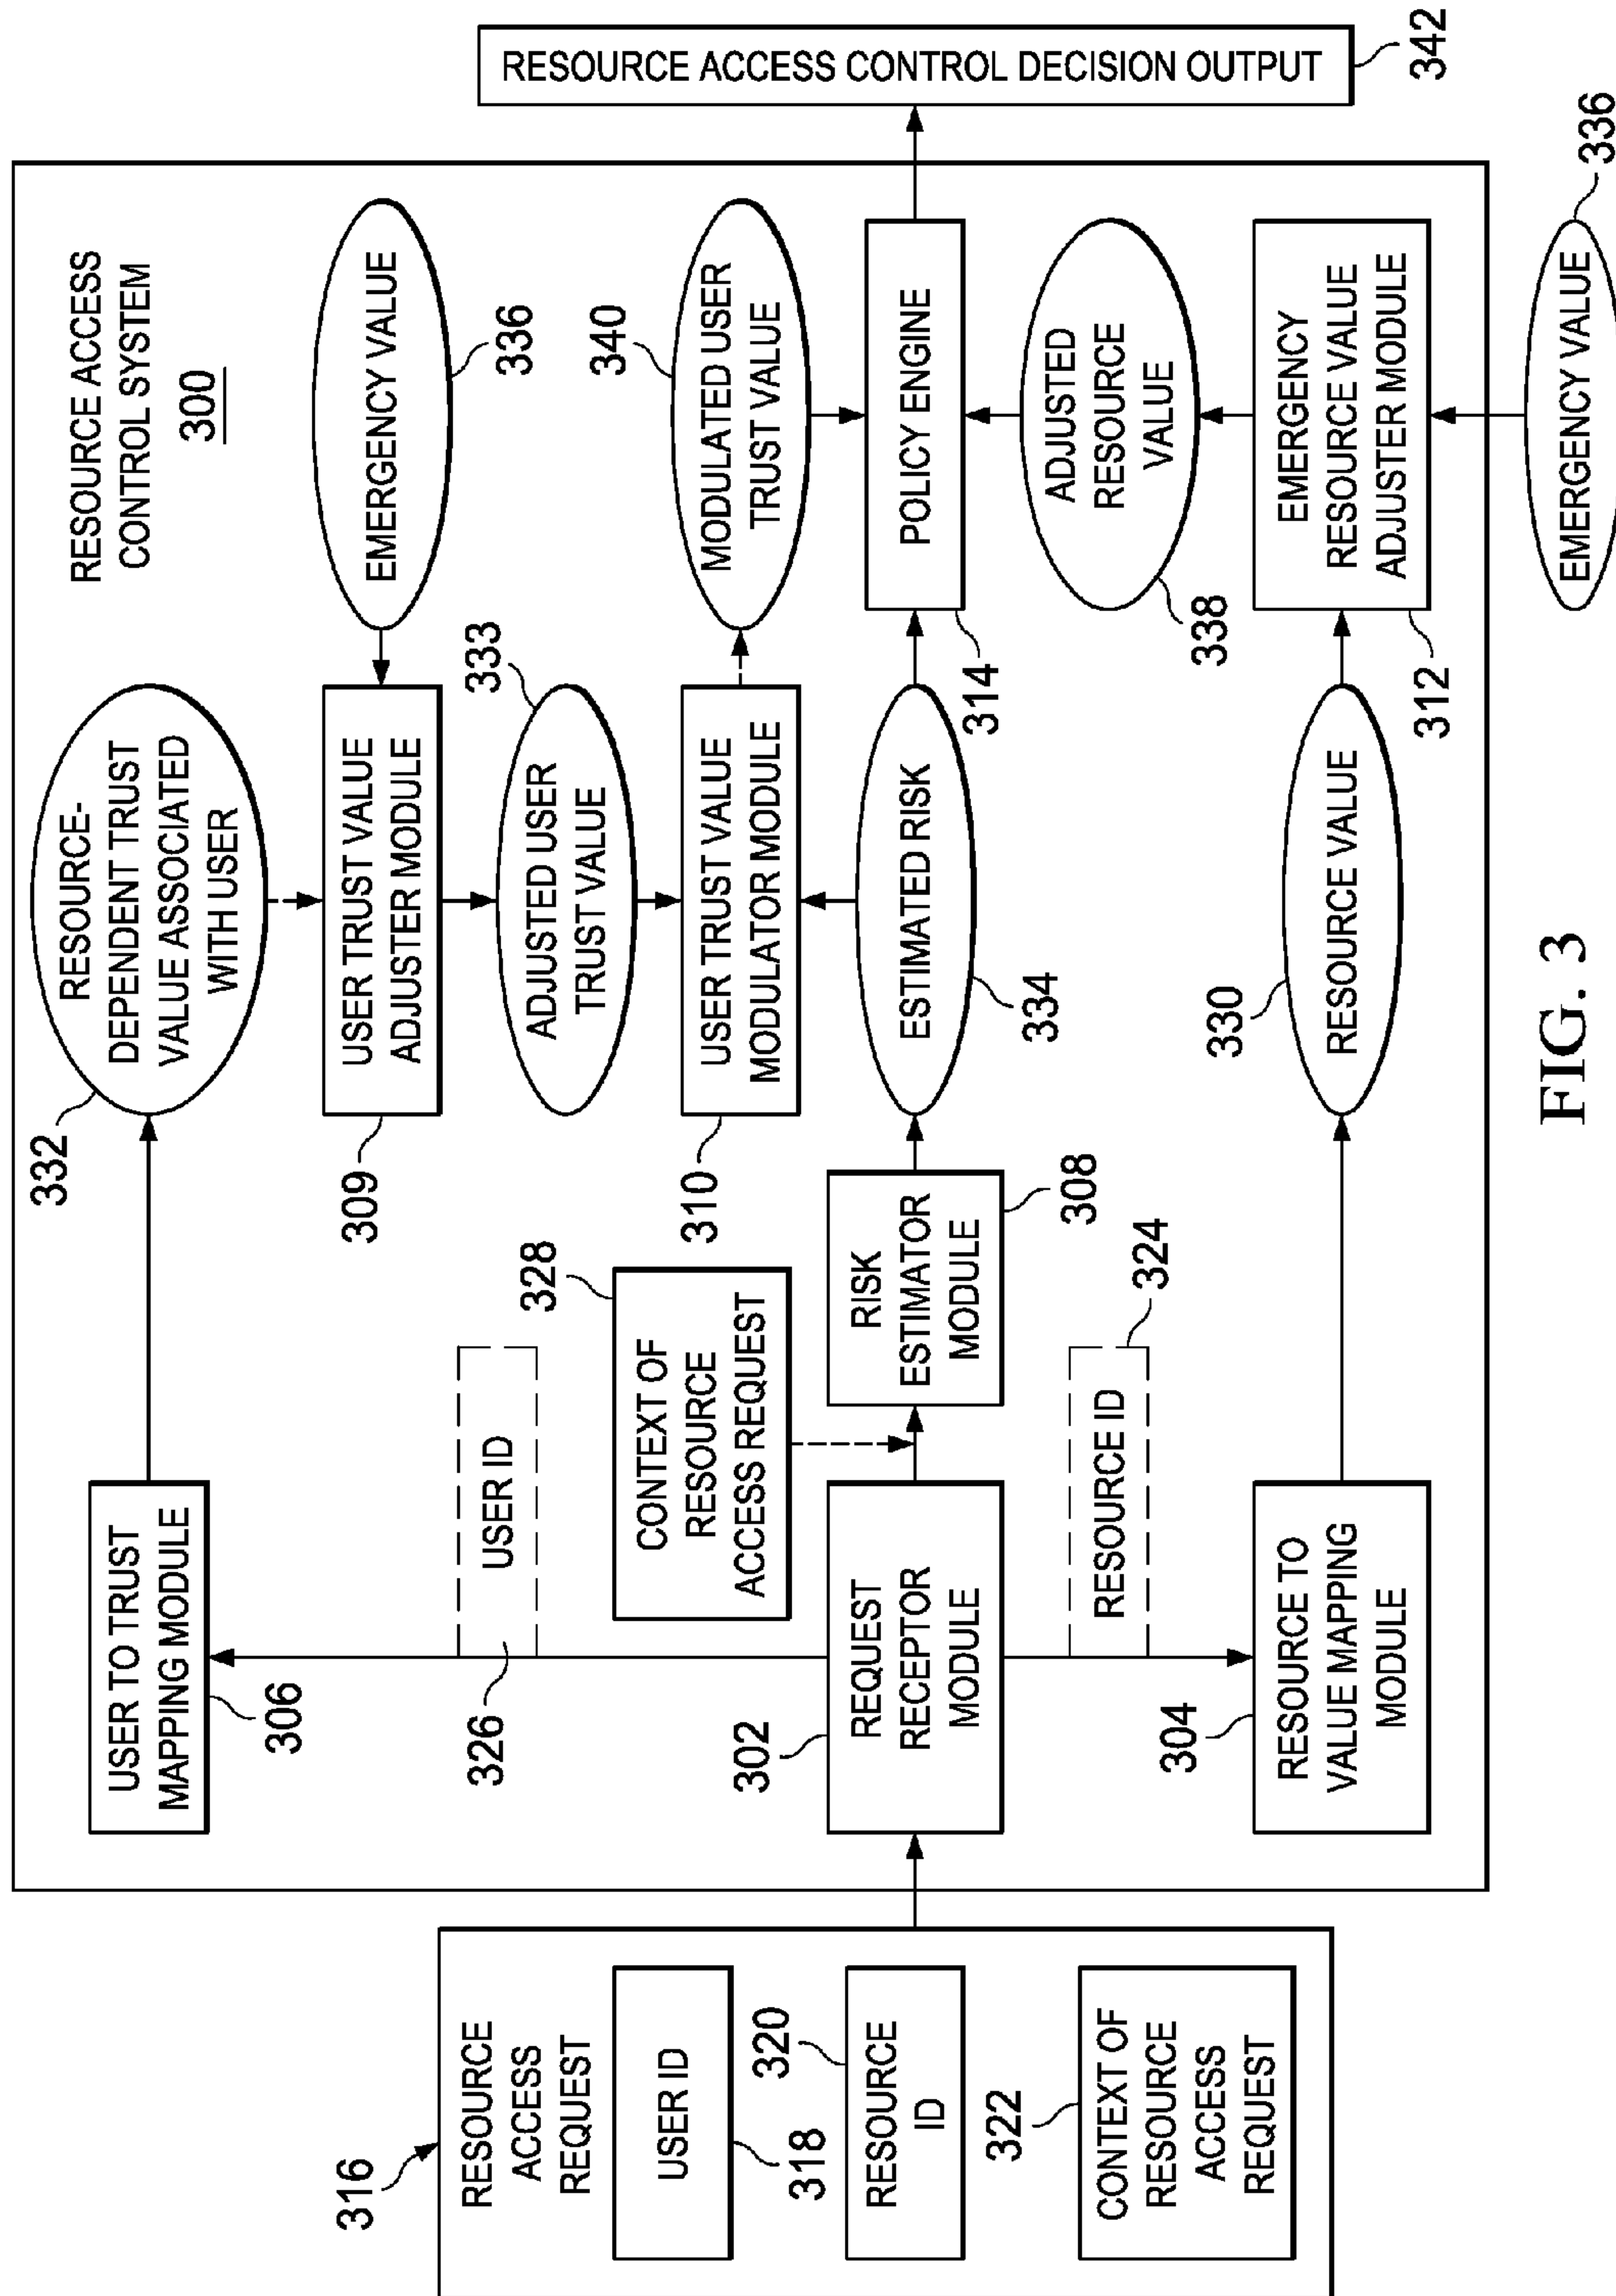 316
RESOURCE
ACCESS
REQUEST
USER ID
318
320
RESOURCE
ID
322
CONTEXT OF
RESOURCE
ACCESS
REQUEST
RESOURCE ACCESS
CONTROL SYSTEM
300
USER TO TRUST
MAPPING MODULE
306
USER ID
326
328
CONTEXT OF
RESOURCE
ACCESS REQUEST
302
REQUEST
RECEPTOR
MODULE
RISK
ESTIMATOR
MODULE
308
RESOURCE ID
324
304
RESOURCE TO
VALUE MAPPING
MODULE
332
RESOURCE-
DEPENDENT TRUST
VALUE ASSOCIATED
WITH USER
USER TRUST VALUE
ADJUSTER MODULE
309
333
ADJUSTED USER
TRUST VALUE
310
USER TRUST VALUE
MODULATOR MODULE
ESTIMATED RISK
334
330
RESOURCE VALUE
EMERGENCY VALUE
336
340
MODULATED USER
TRUST VALUE
POLICY ENGINE
314
ADJUSTED
RESOURCE
VALUE
338
EMERGENCY
RESOURCE VALUE
ADJUSTER MODULE
312
EMERGENCY VALUE
336
RESOURCE ACCESS CONTROL DECISION OUTPUT
342
FIG. 3